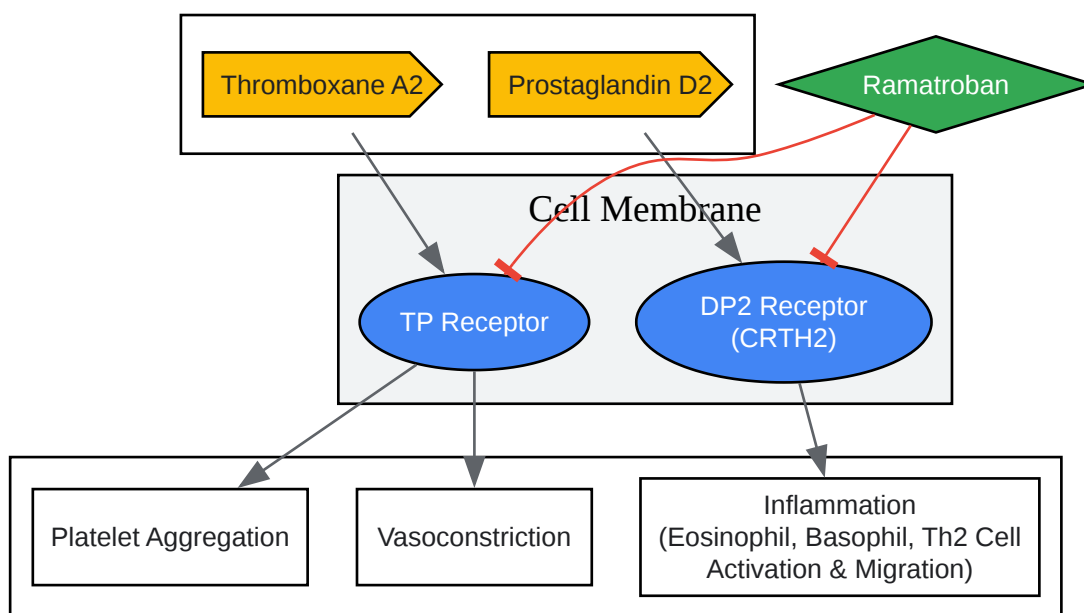 Thromboxane A2
Prostaglandin D2
Ramatroban
Cell Membrane
TP Receptor
DP2 Receptor
(CRTH2)
Platelet Aggregation
Vasoconstriction
Inflammation
(Eosinophil, Basophil, Th2 Cell
Activation & Migration)